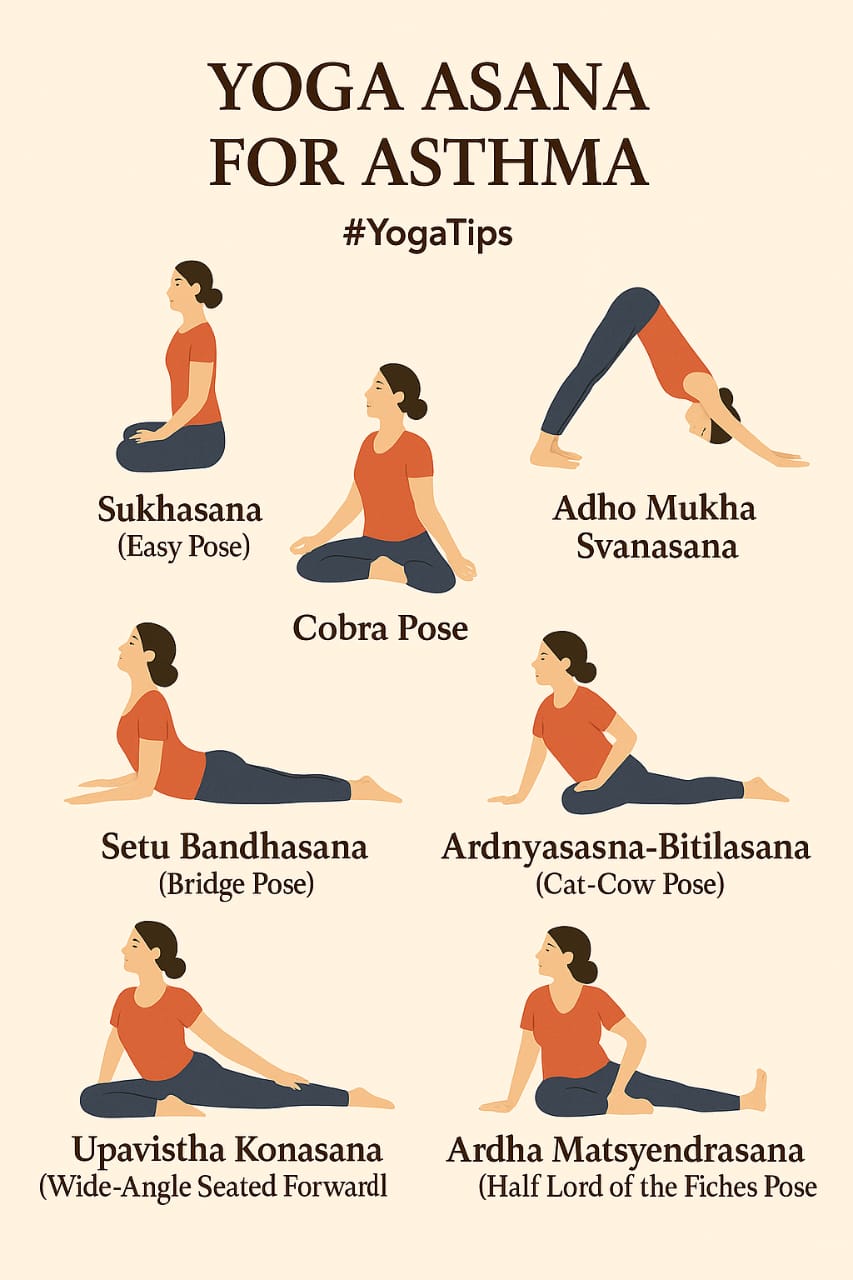 YOGA ASANA
FOR ASTHMA
#YogaTips
Sukhasana
(Easy Pose)
Cobra Pose
Adho Mukha
Svanasana
Setu Bandhasana
(Bridge Pose)
Ardnyasasna-Bitilasana
(Cat-Cow Pose)
Upavistha Konasana
(Wide-Angle Seated Forwardl
Ardha Matsyendrasana
(Half Lord of the Fiches Pose